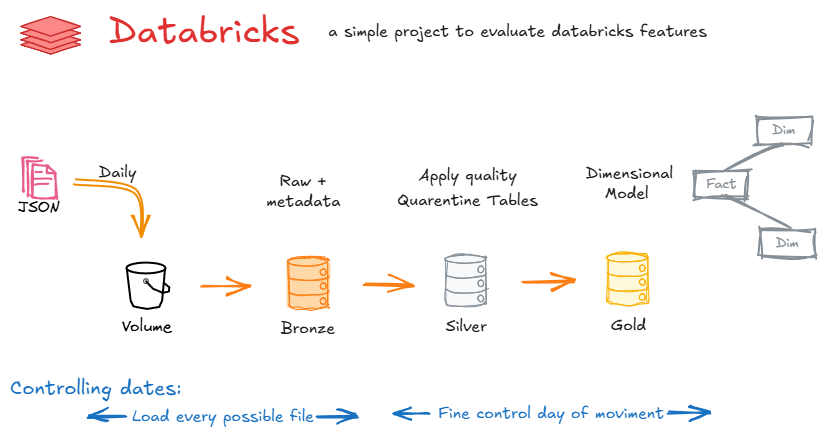 Databricks
a simple project to evaluate databricks features
Dim
Daily
JSON
Raw +
metadata
Apply quality
Quarentine Tables
Dimensional
Model
Fact
Dim
Volume
Bronze
Silver
Gold
Controlling dates:
Load every possible file
Fine control day of moviment